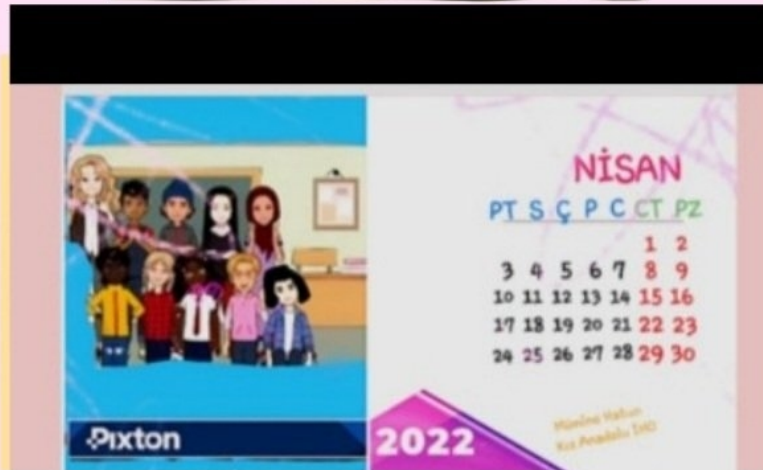 NİSAN
PT S Ç P C CT PZ
1 2
3 4 5 6 7 8 9
10 11 12 13 14 15 16
17 18 19 20 21 22 23
24 25 26 27 28 29 30
Pixton
2022
Mümine Hatun
Kız Anadolu İHO